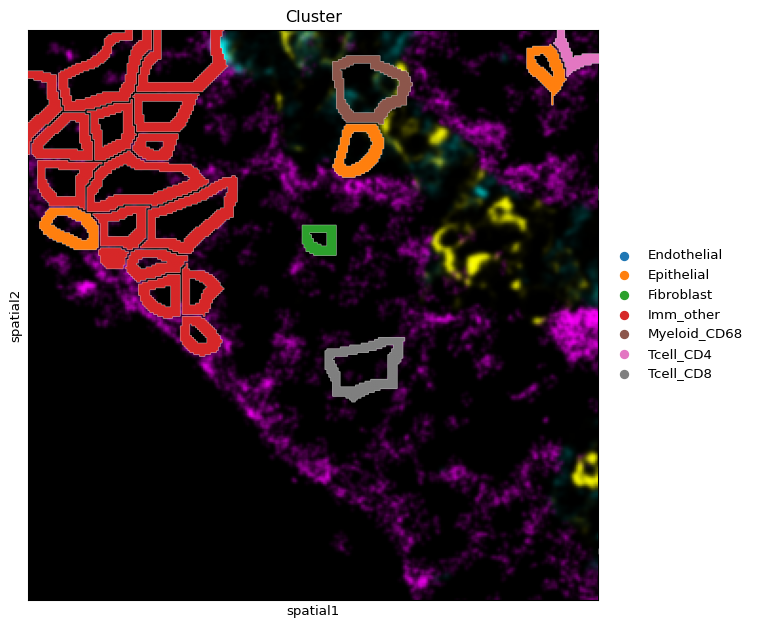 Cluster
spatial2
Endothelial
Epithelial
Fibroblast
Imm_other
Myeloid_CD68
Tcell_CD4
Tcell_CD8
spatial1